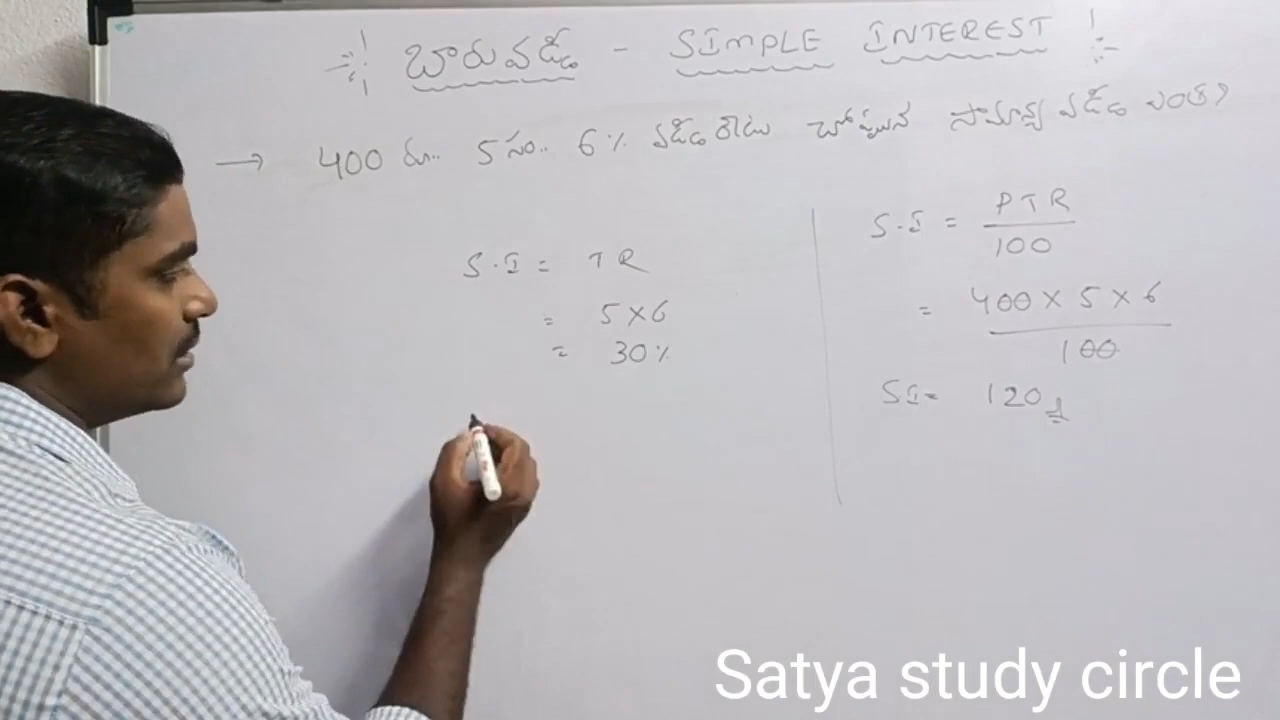 బారువడ్డీ - SIMPLE INTEREST
→ 400 రూ.. 5 సం.. 6% వడ్డీ రేటు చొప్పున సామాన్య వడ్డీ ఎంత?
S.I = TR
= 5×6
= 30%
S.I = PTR
100
= 400 × 5 × 6
100
SI = 120
Satya study circle